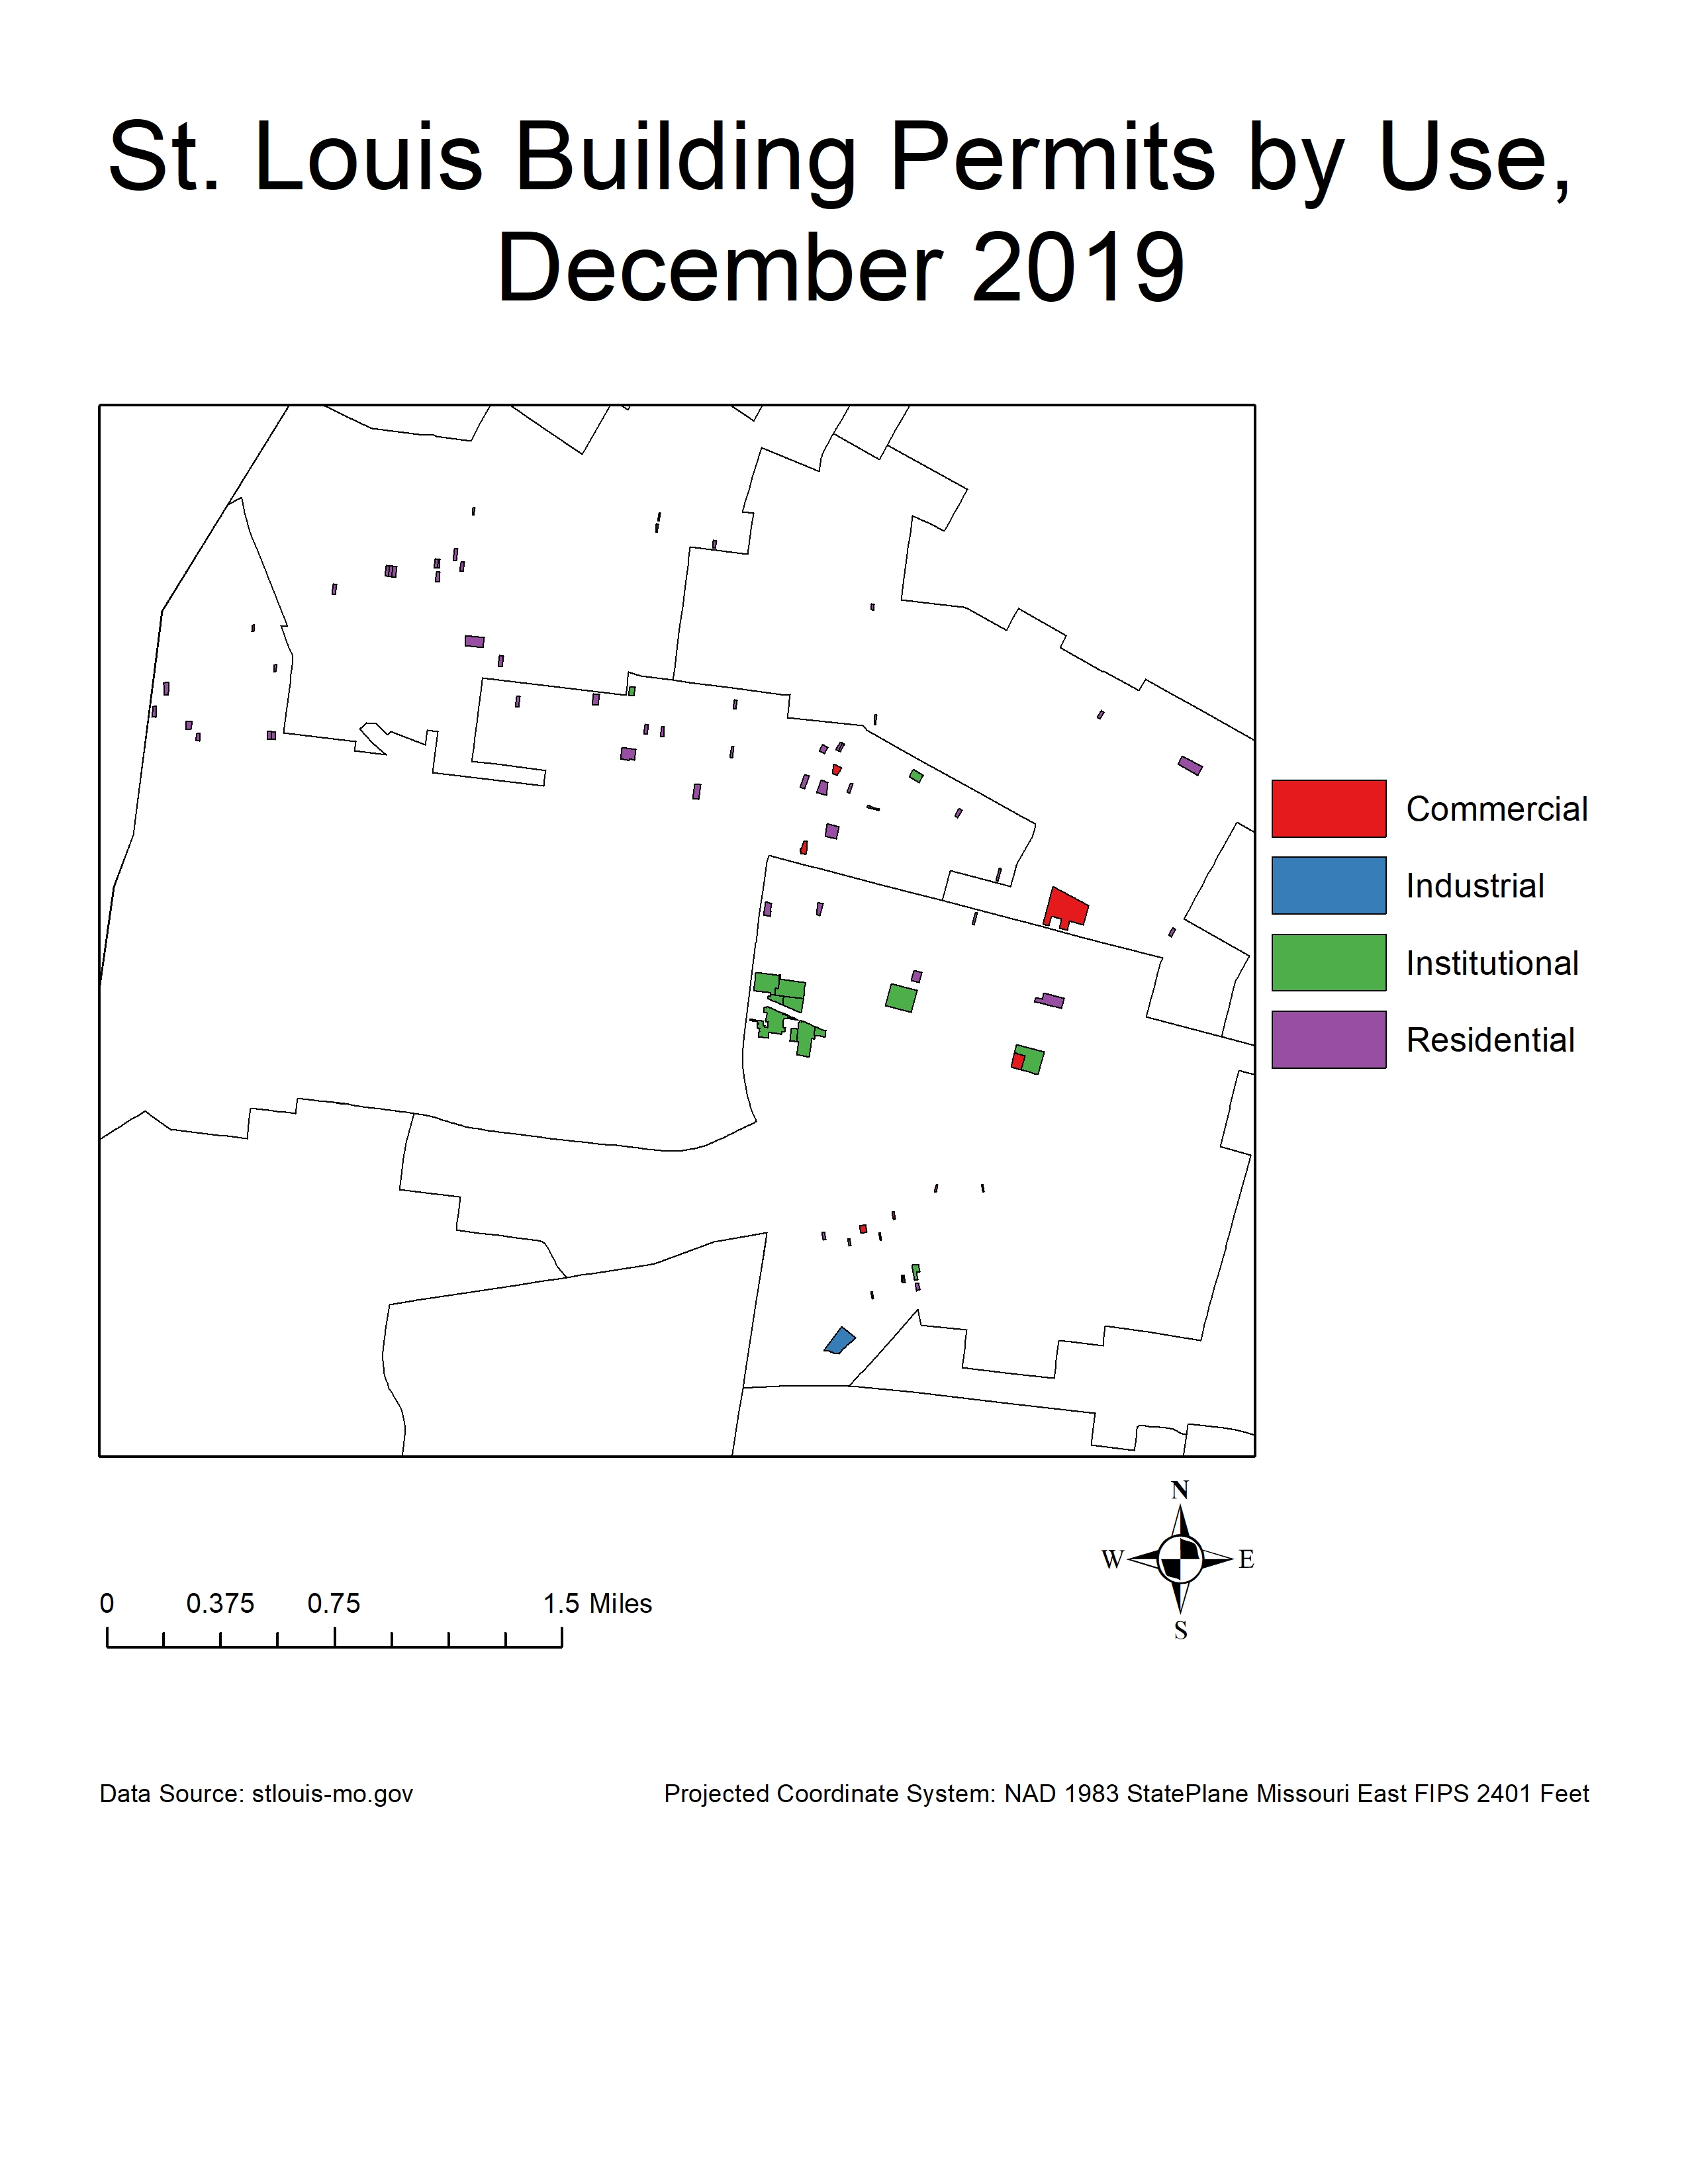 St. Louis Building Permits by Use,
December 2019
Commercial
Industrial
Institutional
Residential
N
W E
S
0 0.375 0.75 1.5 Miles
Data Source: stlouis-mo.gov
Projected Coordinate System: NAD 1983 StatePlane Missouri East FIPS 2401 Feet